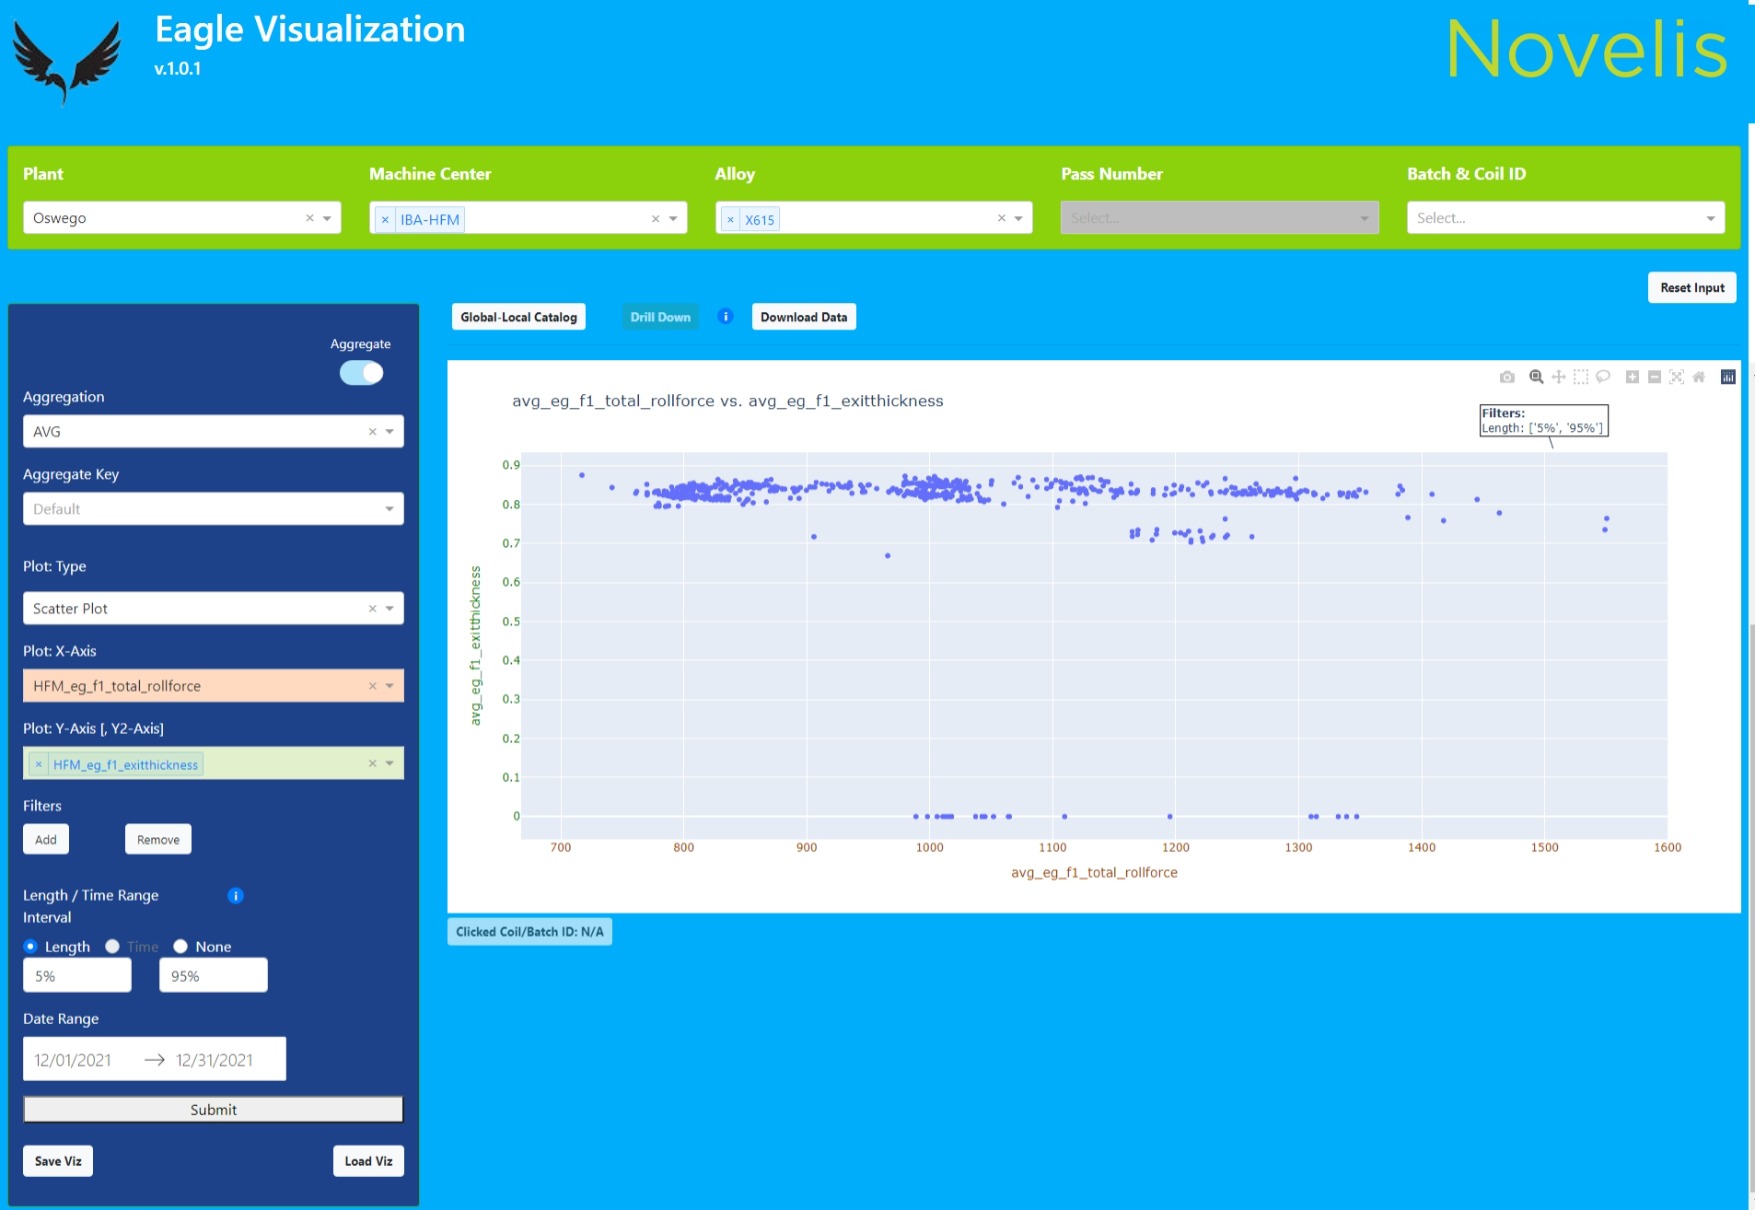 Eagle Visualization
v.1.0.1
Novelis
Plant
Machine Center
Alloy
Pass Number
Batch & Coil ID
Oswego
× IBA-HFM
× X615
Select...
Select...
Reset Input
Global-Local Catalog
Drill Down
i
Download Data
Aggregate
Aggregation
AVG
Aggregate Key
Default
Plot: Type
Scatter Plot
Plot: X-Axis
HFM_eg_f1_total_rollforce
Plot: Y-Axis [, Y2-Axis]
× HFM_eg_f1_exitthickness
Filters
Add
Remove
Length / Time Range
Interval
i
Length
Time
None
5%
95%
Date Range
12/01/2021 → 12/31/2021
Submit
Save Viz
Load Viz
avg_eg_f1_total_rollforce vs. avg_eg_f1_exitthickness
Filters:
Length: ['5%', '95%']
0.9
0.8
0.7
0.6
0.5
0.4
0.3
0.2
0.1
0
avg_eg_f1_exitthickness
700 800 900 1000 1100 1200 1300 1400 1500 1600
avg_eg_f1_total_rollforce
Clicked Coil/Batch ID: N/A